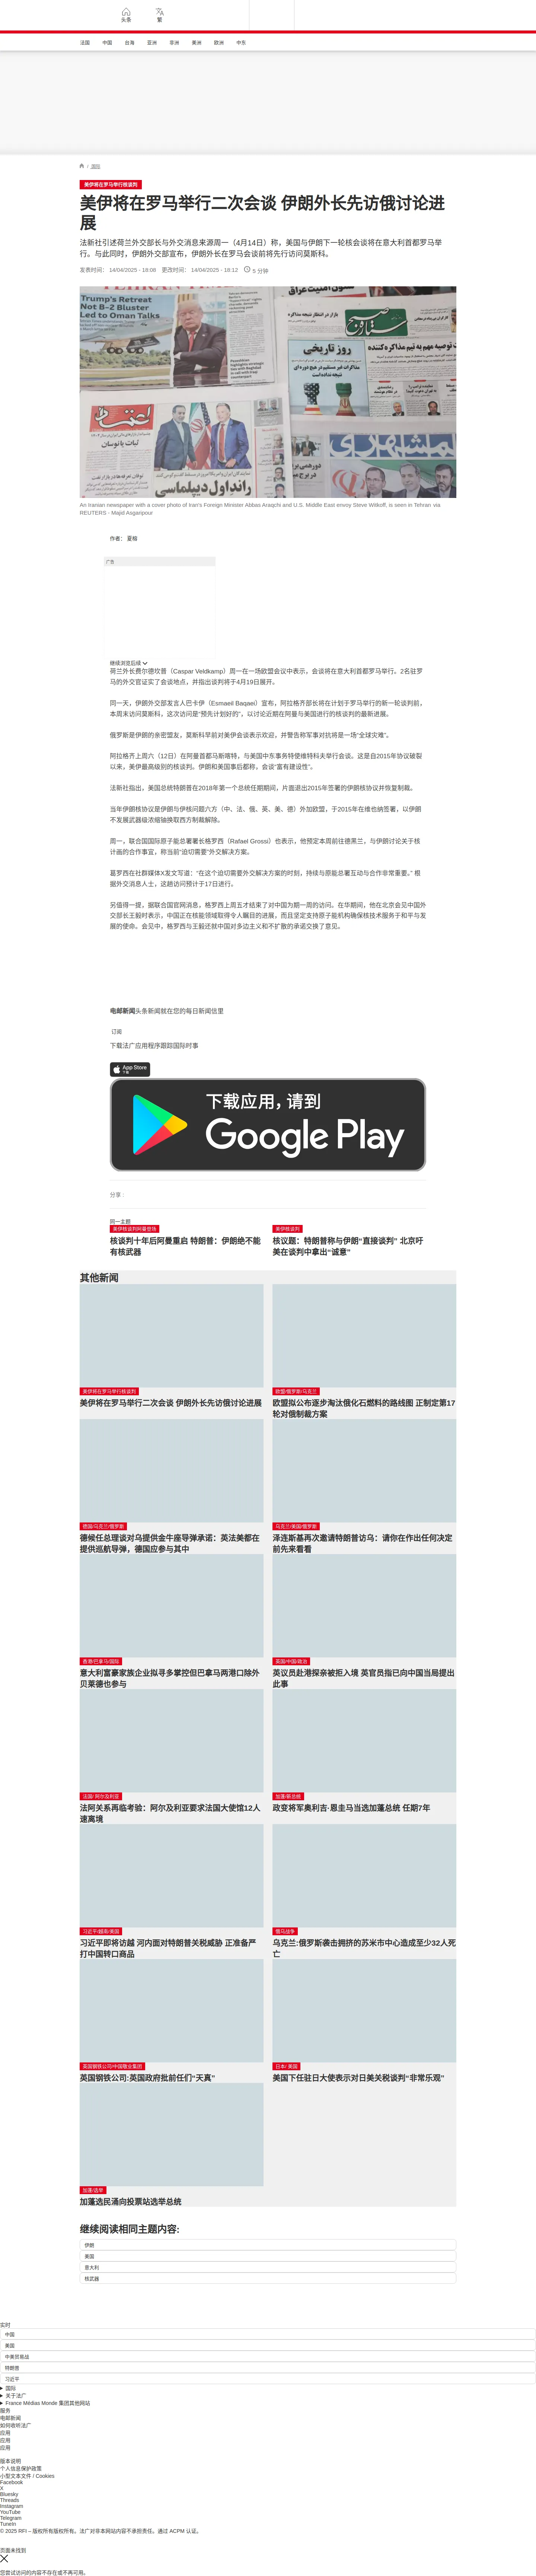 头条
繁
法国 中国 台海 亚洲 非洲 美洲 欧洲 中东
/ 国际
美伊将在罗马举行核谈判
美伊将在罗马举行二次会谈 伊朗外长先访俄讨论进
展
法新社引述荷兰外交部长与外交消息来源周一（4月14日）称，美国与伊朗下一轮核会谈将在意大利首都罗马举
行。与此同时，伊朗外交部宣布，伊朗外长在罗马会谈前将先行访问莫斯科。
发表时间： 14/04/2025 - 18:08 更改时间： 14/04/2025 - 18:12 5 分钟
Trump's Retreat
Not B-2 Bluster
Led to Oman Talks
روز تاریخی
اعتماد
راند اول دیپلماسی
An Iranian newspaper with a cover photo of Iran's Foreign Minister Abbas Araqchi and U.S. Middle East envoy Steve Witkoff, is seen in Tehran via
REUTERS - Majid Asgaripour
作者： 夏榕
广告
继续浏览后续
荷兰外长费尔德坎普（Caspar Veldkamp）周一在一场欧盟会议中表示，会谈将在意大利首都罗马举行。2名驻罗
马的外交官证实了会谈地点，并指出谈判将于4月19日展开。
同一天，伊朗外交部发言人巴卡伊（Esmaeil Baqaei）宣布，阿拉格齐部长将在计划于罗马举行的新一轮谈判前，
本周末访问莫斯科，这次访问是“预先计划好的”，以讨论近期在阿曼与美国进行的核谈判的最新进展。
俄罗斯是伊朗的亲密盟友，莫斯科早前对美伊会谈表示欢迎，并警告称军事对抗将是一场“全球灾难”。
阿拉格齐上周六（12日）在阿曼首都马斯喀特，与美国中东事务特使维特科夫举行会谈。这是自2015年协议破裂
以来，美伊最高级别的核谈判。伊朗和美国事后都称，会谈“富有建设性”。
法新社指出，美国总统特朗普在2018年第一个总统任期期间，片面退出2015年签署的伊朗核协议并恢复制裁。
当年伊朗核协议是伊朗与伊核问题六方（中、法、俄、英、美、德）外加欧盟，于2015年在维也纳签署，以伊朗
不发展武器级浓缩铀换取西方制裁解除。
周一，联合国国际原子能总署署长格罗西（Rafael Grossi）也表示，他预定本周前往德黑兰，与伊朗讨论关于核
计画的合作事宜，称当前“迫切需要”外交解决方案。
葛罗西在社群媒体X发文写道：“在这个迫切需要外交解决方案的时刻，持续与原能总署互动与合作非常重要。” 根
据外交消息人士，这趟访问预计于17日进行。
另值得一提，据联合国官网消息，格罗西上周五才结束了对中国为期一周的访问。在华期间，他在北京会见中国外
交部长王毅时表示，中国正在核能领域取得令人瞩目的进展，而且坚定支持原子能机构确保核技术服务于和平与发
展的使命。会见中，格罗西与王毅还就中国对多边主义和不扩散的承诺交换了意见。
电邮新闻头条新闻就在您的每日新闻信里
订阅
下载法广应用程序跟踪国际时事
App Store
下载
下载应用，请到
Google Play
分享 :
同一主题
美伊核谈判阿曼登场
核谈判十年后阿曼重启 特朗普：伊朗绝不能
有核武器
美伊核谈判
核议题：特朗普称与伊朗“直接谈判” 北京吁
美在谈判中拿出“诚意”
其他新闻
美伊将在罗马举行核谈判
美伊将在罗马举行二次会谈 伊朗外长先访俄讨论进展
欧盟/俄罗斯/乌克兰
欧盟拟公布逐步淘汰俄化石燃料的路线图 正制定第17
轮对俄制裁方案
德国/乌克兰/俄罗斯
德候任总理谈对乌提供金牛座导弹承诺：英法美都在
提供巡航导弹，德国应参与其中
乌克兰/美国/俄罗斯
泽连斯基再次邀请特朗普访乌：请你在作出任何决定
前先来看看
香港/巴拿马/国际
意大利富豪家族企业拟寻多掌控但巴拿马两港口除外
贝莱德也参与
英国/中国/政治
英议员赴港探亲被拒入境 英官员指已向中国当局提出
此事
法国/ 阿尔及利亚
法阿关系再临考验：阿尔及利亚要求法国大使馆12人
速离境
加蓬/新总统
政变将军奥利吉·恩圭马当选加蓬总统 任期7年
习近平/越南/美国
习近平即将访越 河内面对特朗普关税威胁 正准备严
打中国转口商品
俄乌战争
乌克兰:俄罗斯袭击拥挤的苏米市中心造成至少32人死
亡
英国钢铁公司/中国敬业集团
英国钢铁公司:英国政府批前任们“天真”
日本/ 美国
美国下任驻日大使表示对日美关税谈判“非常乐观”
加蓬/选举
加蓬选民涌向投票站选举总统
继续阅读相同主题内容:
伊朗
美国
意大利
核武器
实时
中国
美国
中美贸易战
特朗普
习近平
国际
关于法广
France Médias Monde 集团其他网站
服务
电邮新闻
如何收听法广
应用
应用
应用
版本说明
个人信息保护政策
小型文本文件 / Cookies
Facebook
X
Bluesky
Threads
Instagram
YouTube
Telegram
TuneIn
© 2025 RFI – 版权所有版权所有。法广对非本网站内容不承担责任。通过 ACPM 认证。
页面未找到
您尝试访问的内容不存在或不再可用。